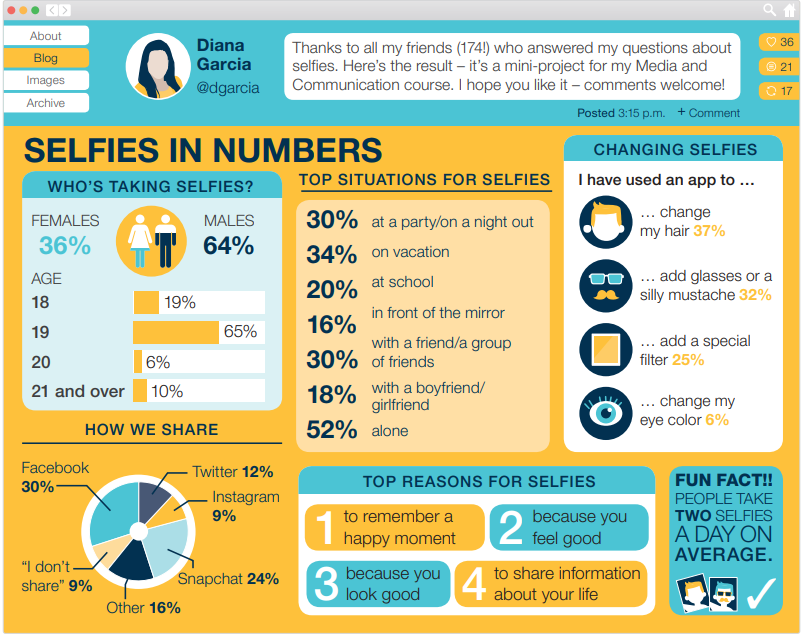 About
Blog
Images
Archive
Diana
Garcia
@dgarcia
Thanks to all my friends (174!) who answered my questions about
selfies. Here's the result – it's a mini-project for my Media and
Communication course. I hope you like it – comments welcome!
Posted 3:15 p.m. + Comment
36
21
17
SELFIES IN NUMBERS
WHO'S TAKING SELFIES?
FEMALES
36%
MALES
64%
AGE
18 19%
19 65%
20 6%
21 and over 10%
HOW WE SHARE
Facebook
30%
Twitter 12%
Instagram
9%
Snapchat 24%
Other 16%
"I don't
share" 9%
TOP SITUATIONS FOR SELFIES
30% at a party/on a night out
34% on vacation
20% at school
16% in front of the mirror
30% with a friend/a group
of friends
18% with a boyfriend/
girlfriend
52% alone
CHANGING SELFIES
I have used an app to ...
... change
my hair 37%
... add glasses or a
silly mustache 32%
... add a special
filter 25%
... change my
eye color 6%
TOP REASONS FOR SELFIES
1 to remember a
happy moment
2 because you
feel good
3 because you
look good
4 to share information
about your life
FUN FACT!!
PEOPLE TAKE
TWO SELFIES
A DAY ON
AVERAGE.